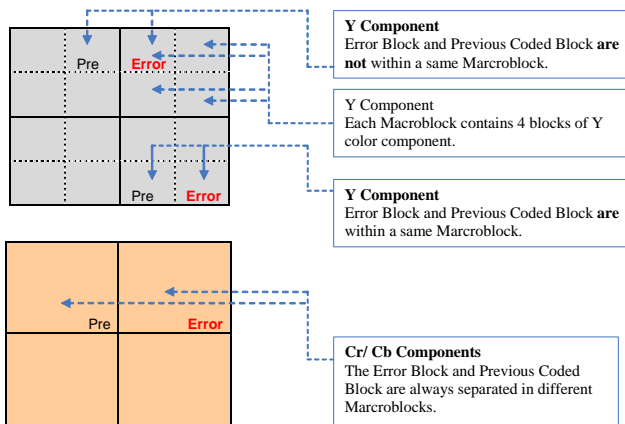 Y Component
Error Block and Previous Coded Block are
not within a same Marcroblock.
Pre Error
Y Component
Each Macroblock contains 4 blocks of Y
color component.
Pre Error
Y Component
Error Block and Previous Coded Block are
within a same Marcroblock.
Pre Error
Cr/ Cb Components
The Error Block and Previous Coded
Block are always separated in different
Marcroblocks.